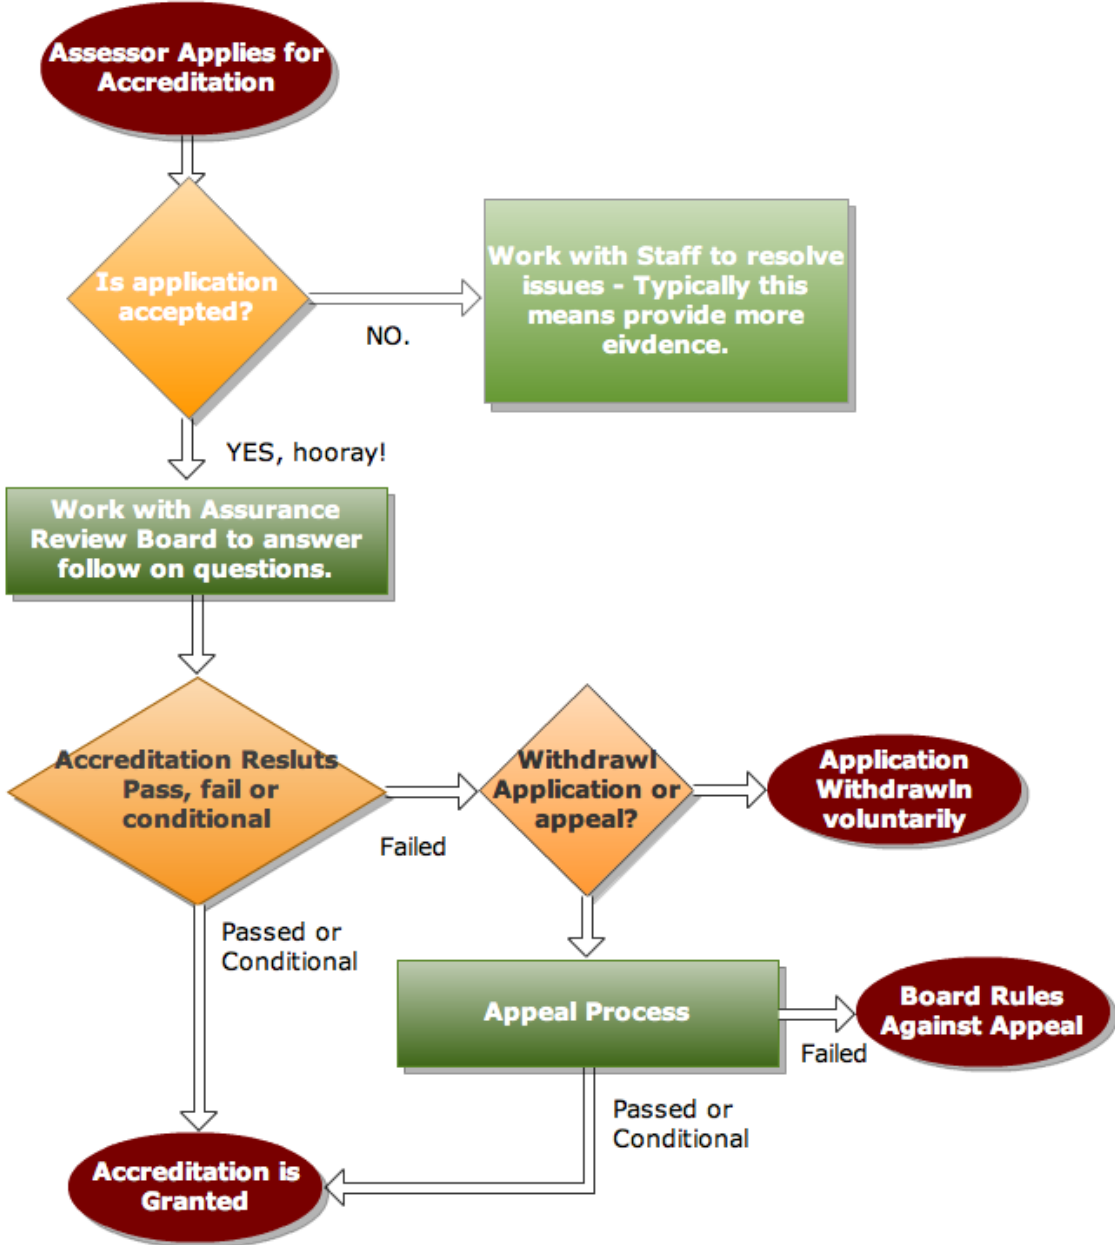 Assessor Applies for
Accreditation
Is application
accepted?
NO.
Work with Staff to resolve
issues - Typically this
means provide more
eivdence.
YES, hooray!
Work with Assurance
Review Board to answer
follow on questions.
Accreditation Resluts
Pass, fail or
conditional
Failed
Withdrawl
Application or
appeal?
Application
Withdrawln
voluntarily
Passed or
Conditional
Appeal Process
Failed
Board Rules
Against Appeal
Passed or
Conditional
Accreditation is
Granted